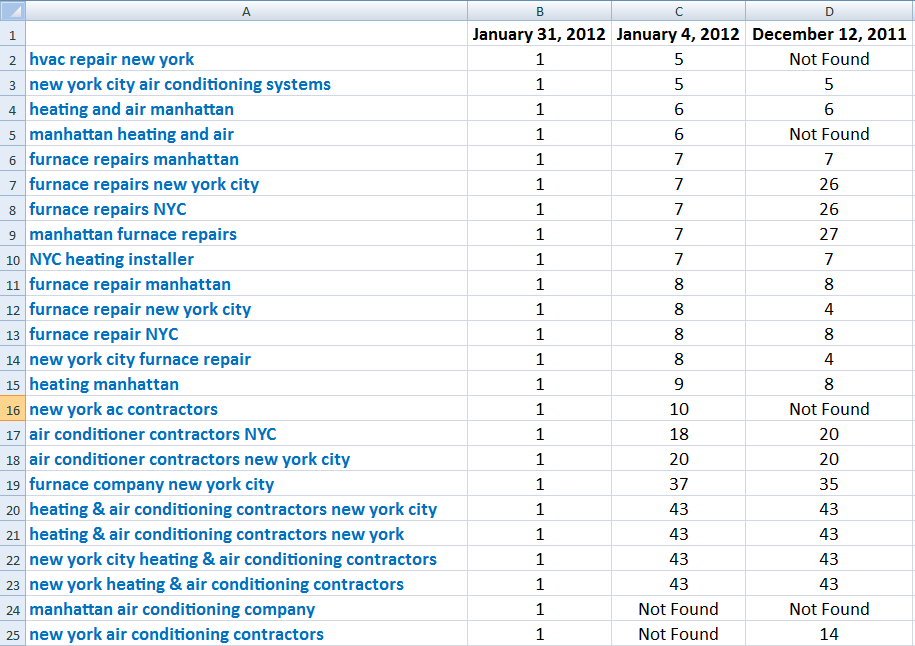 A B C D
1 January 31, 2012 January 4, 2012 December 12, 2011
2 hvac repair new york 1 5 Not Found
3 new york city air conditioning systems 1 5 5
4 heating and air manhattan 1 6 6
5 manhattan heating and air 1 6 Not Found
6 furnace repairs manhattan 1 7 7
7 furnace repairs new york city 1 7 26
8 furnace repairs NYC 1 7 26
9 manhattan furnace repairs 1 7 27
10 NYC heating installer 1 7 7
11 furnace repair manhattan 1 8 8
12 furnace repair new york city 1 8 4
13 furnace repair NYC 1 8 8
14 new york city furnace repair 1 8 4
15 heating manhattan 1 9 8
16 new york ac contractors 1 10 Not Found
17 air conditioner contractors NYC 1 18 20
18 air conditioner contractors new york city 1 20 20
19 furnace company new york city 1 37 35
20 heating & air conditioning contractors new york city 1 43 43
21 heating & air conditioning contractors new york 1 43 43
22 new york city heating & air conditioning contractors 1 43 43
23 new york heating & air conditioning contractors 1 43 43
24 manhattan air conditioning company 1 Not Found Not Found
25 new york air conditioning contractors 1 Not Found 14